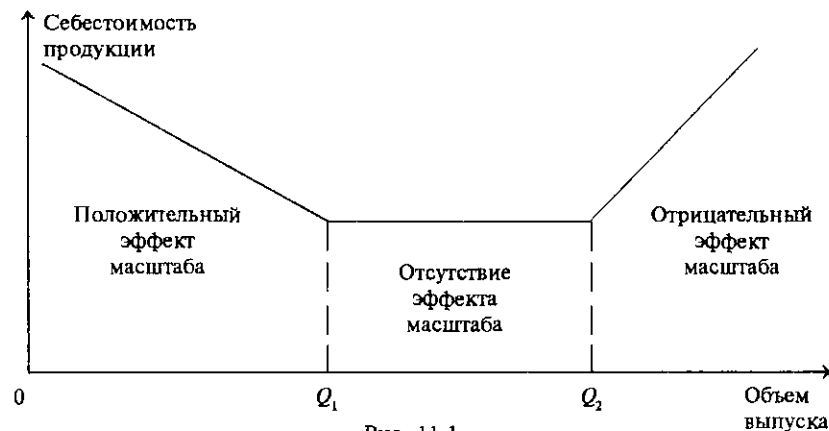 Себестоимость
продукции
Положительный
эффект
масштаба
Отсутствие
эффекта
масштаба
Отрицательный
эффект
масштаба
0
Q₁
Q₂
Объем
выпуска